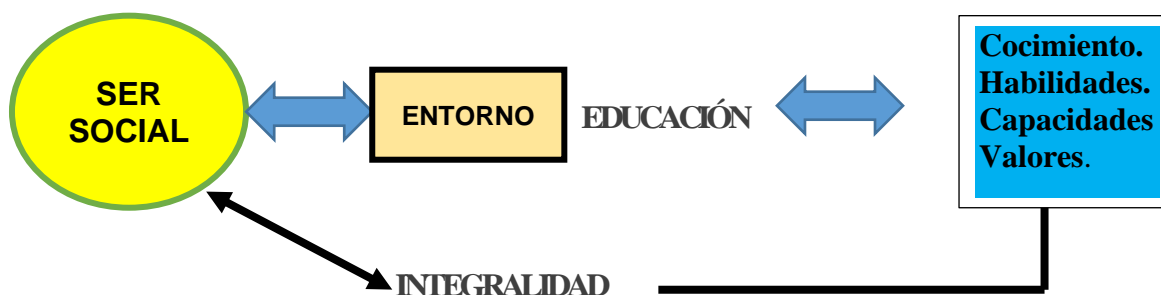 SER
SOCIAL
ENTORNO
EDUCACIÓN
Cocimiento.
Habilidades.
Capacidades
Valores.
INTEGRALIDAD